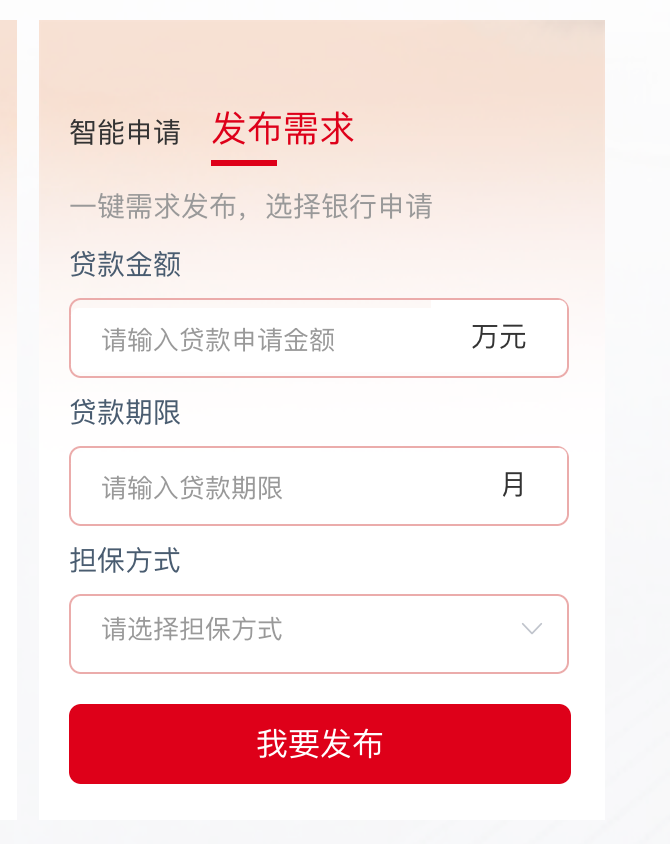 智能申请 发布需求
一键需求发布，选择银行申请
贷款金额
请输入贷款申请金额 万元
贷款期限
请输入贷款期限 月
担保方式
请选择担保方式
我要发布